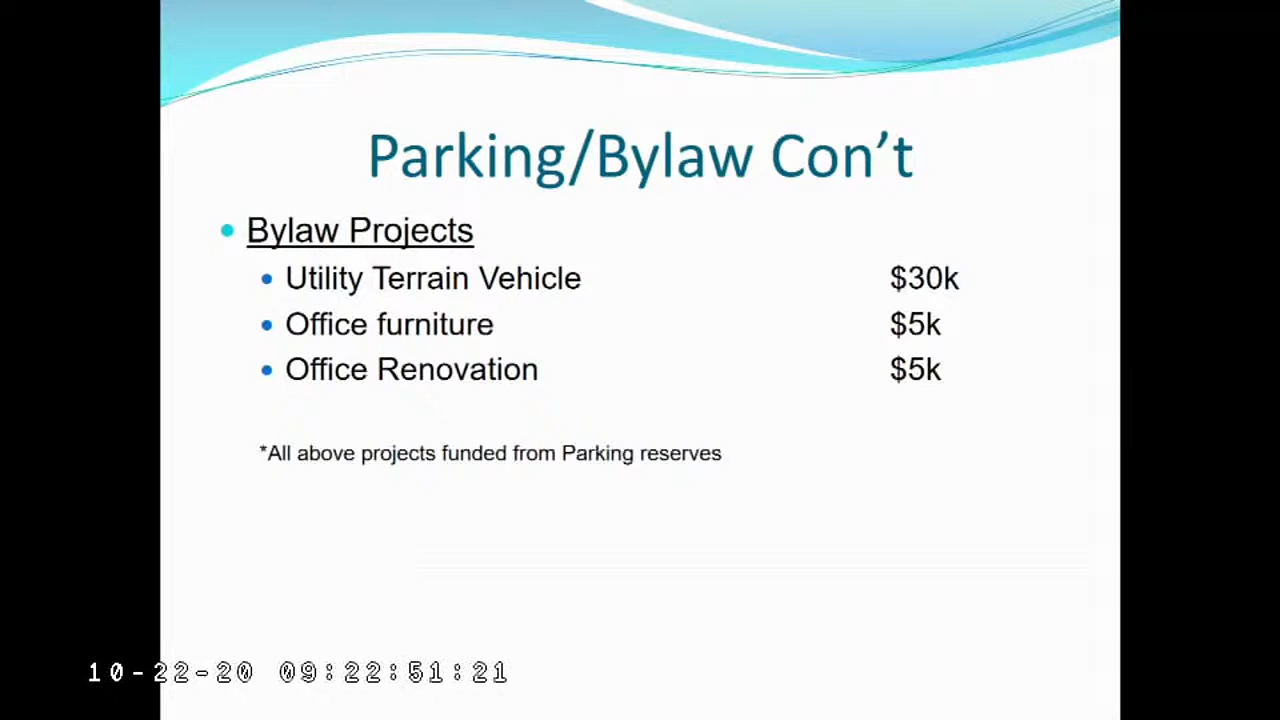 Parking/Bylaw Con’t
• Bylaw Projects
• Utility Terrain Vehicle $30k
• Office furniture $5k
• Office Renovation $5k
*All above projects funded from Parking reserves
10-22-20 09:22:51:21